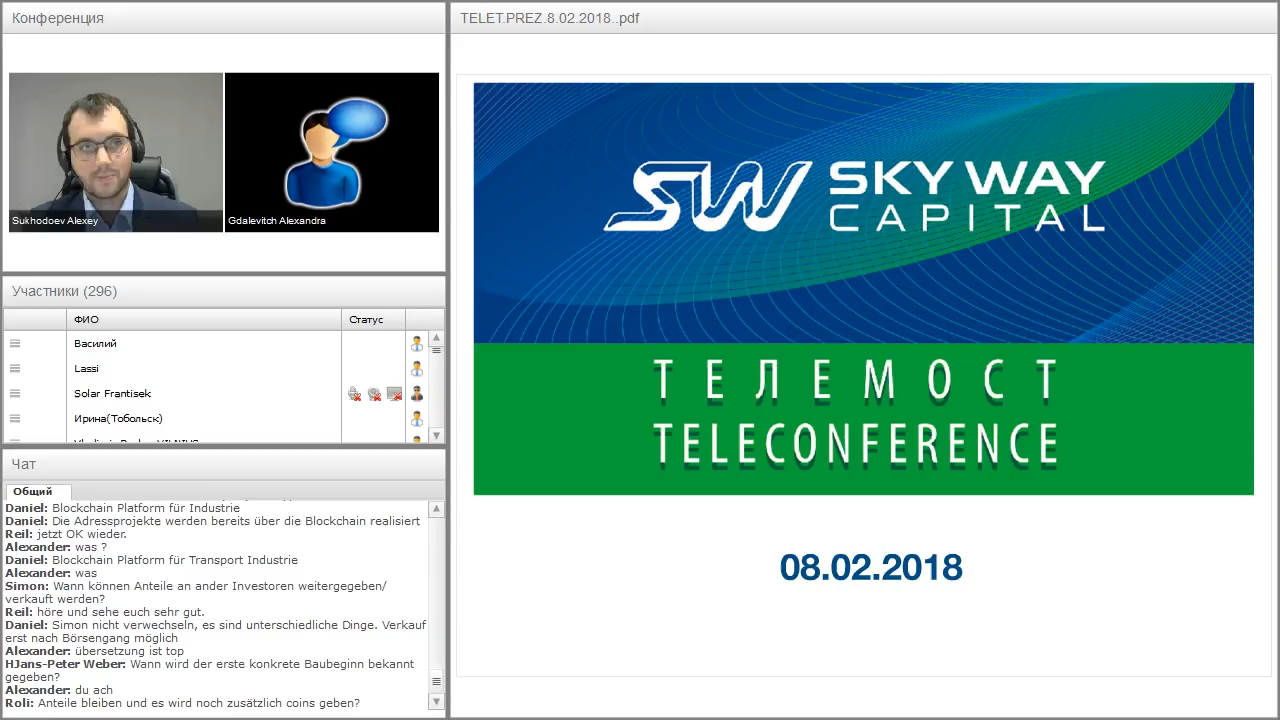 Конференция
Sukhodoev Alexey
Gdalevitch Alexandra
Участники (296)
ФИО
Статус
Василий
Lassi
Solar Frantisek
Ирина(Тобольск)
Чат
Общий
Daniel: Blockchain Platform für Industrie
Daniel: Die Adressprojekte werden bereits über die Blockchain realisiert
Reil: jetzt OK wieder.
Alexander: was ?
Daniel: Blockchain Platform für Transport Industrie
Alexander: was
Simon: Wann können Anteile an ander Investoren weitergegeben/
verkauft werden?
Reil: höre und sehe euch sehr gut.
Daniel: Simon nicht verwechseln, es sind unterschiedliche Dinge. Verkauf
erst nach Börsengang möglich
Alexander: übersetzung ist top
HJans-Peter Weber: Wann wird der erste konkrete Baubeginn bekannt
gegeben?
Alexander: du ach
Roli: Anteile bleiben und es wird noch zusätzlich coins geben?
TELET.PREZ.8.02.2018..pdf
SW SKY WAY
CAPITAL
ТЕЛЕМОСТ
TELECONFERENCE
08.02.2018